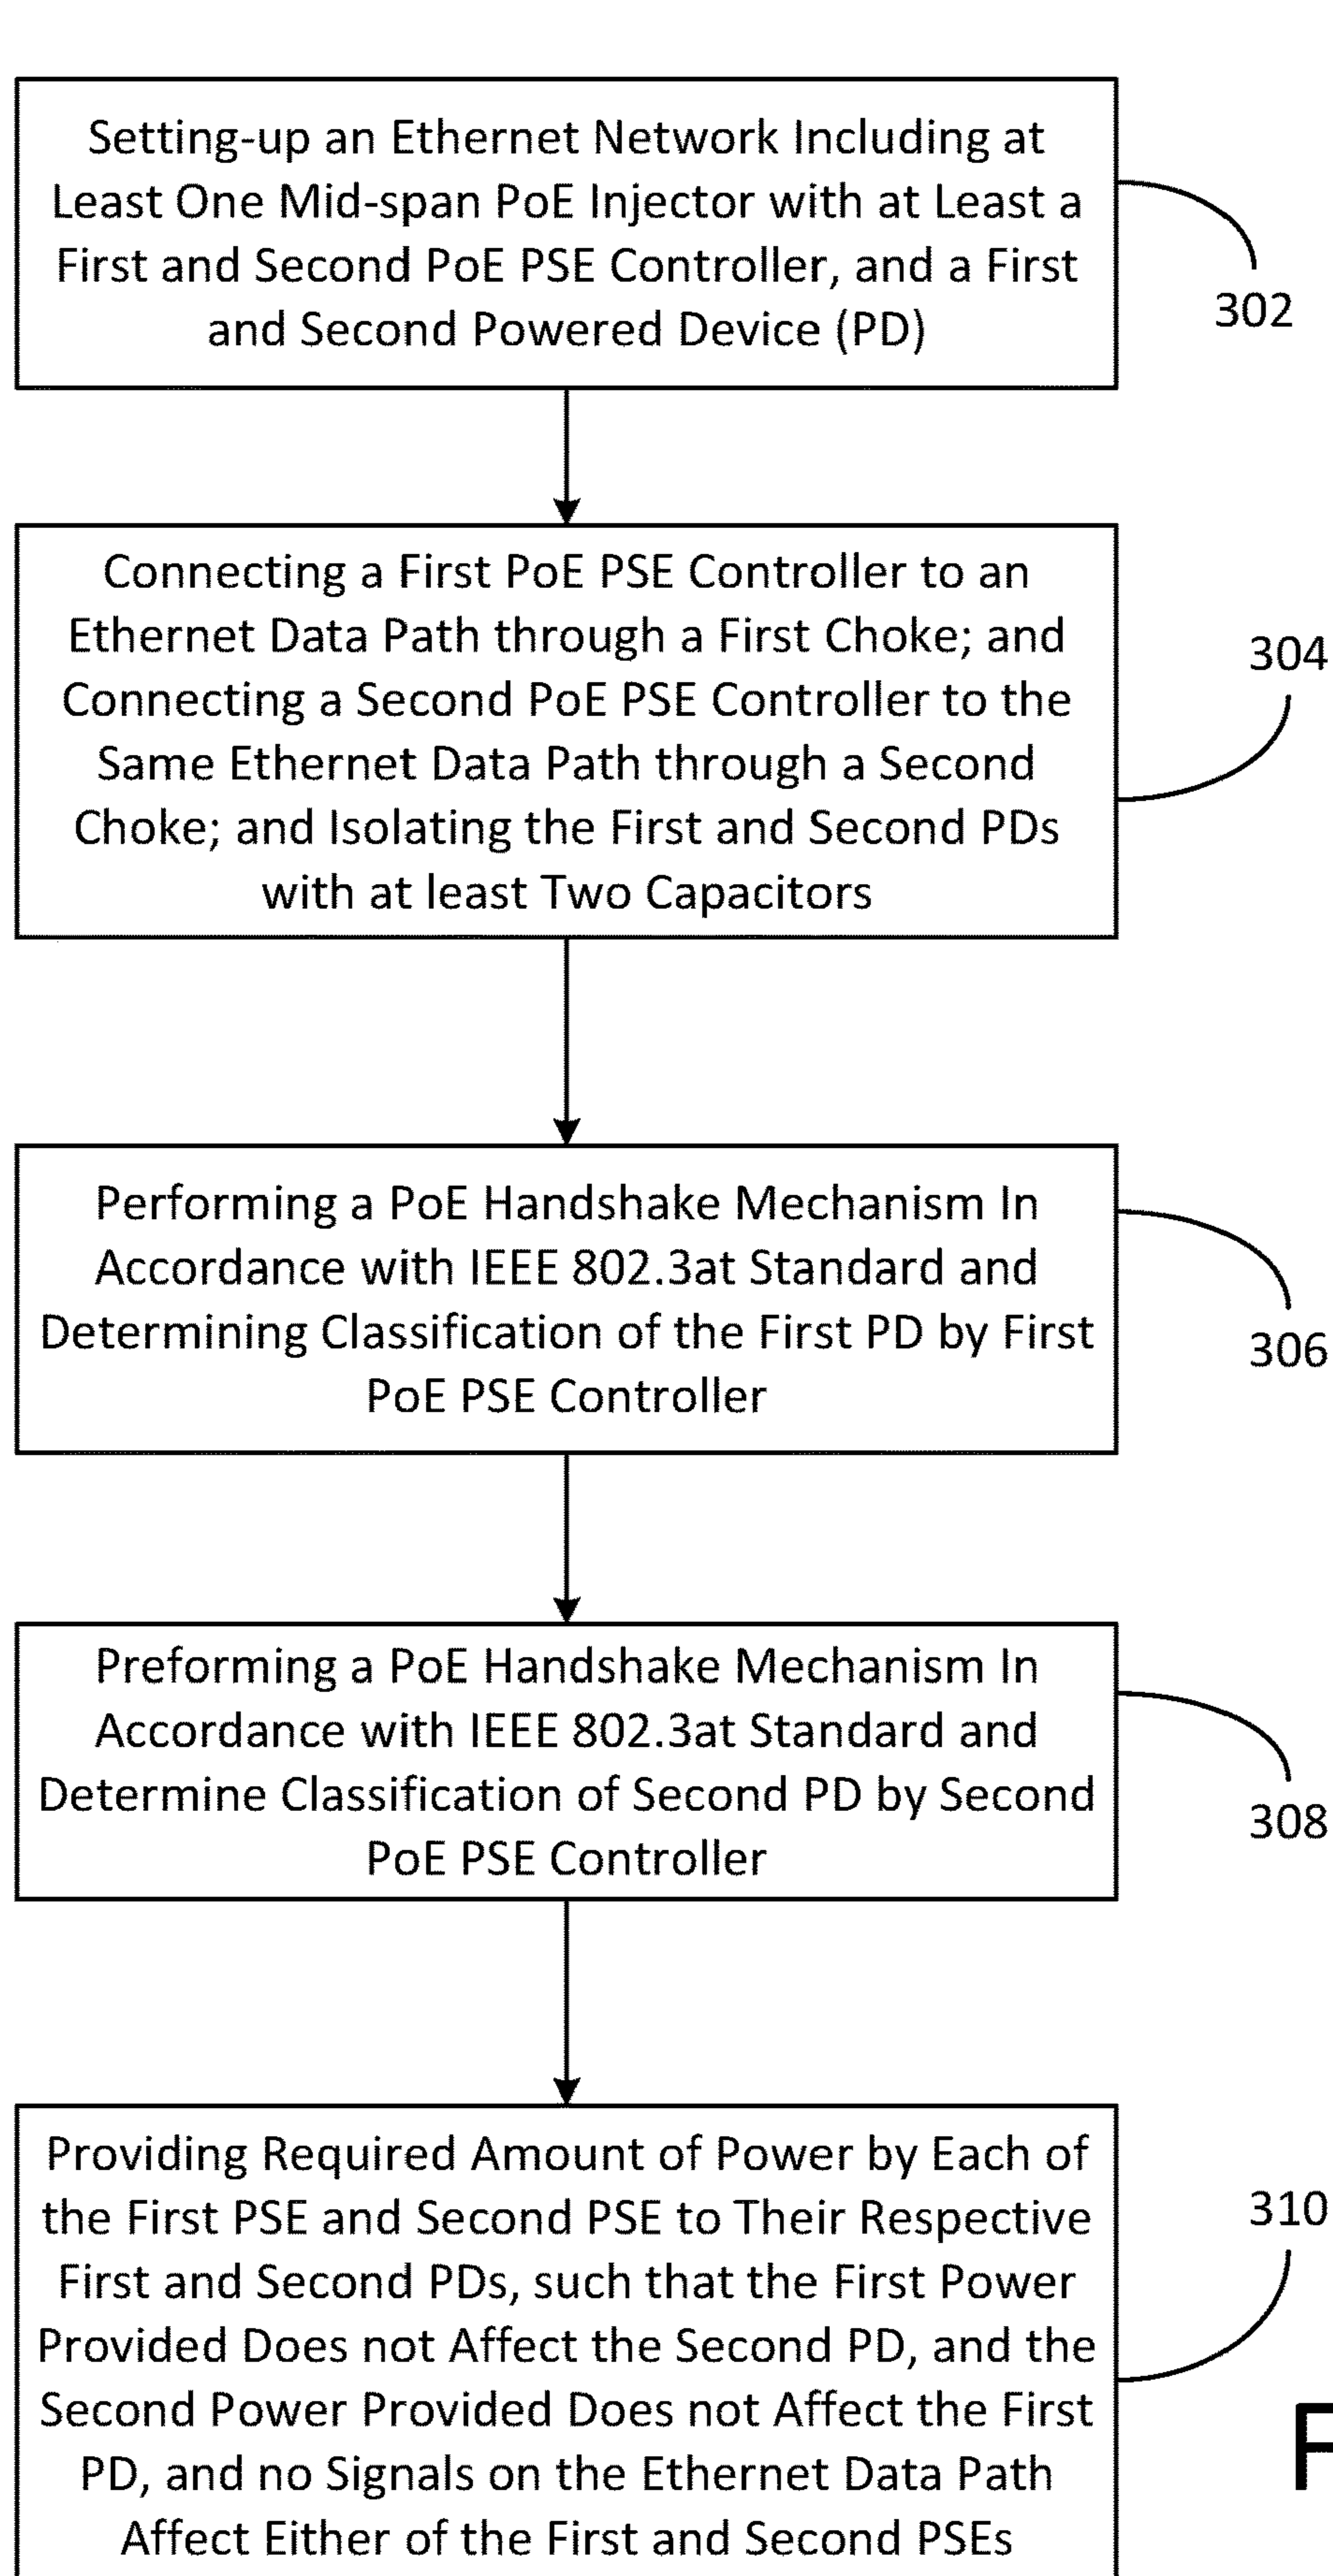 Setting-up an Ethernet Network Including at
Least One Mid-span PoE Injector with at Least a
First and Second PoE PSE Controller, and a First
and Second Powered Device (PD)
302
Connecting a First PoE PSE Controller to an
Ethernet Data Path through a First Choke; and
Connecting a Second PoE PSE Controller to the
Same Ethernet Data Path through a Second
Choke; and Isolating the First and Second PDs
with at least Two Capacitors
304
Performing a PoE Handshake Mechanism In
Accordance with IEEE 802.3at Standard and
Determining Classification of the First PD by First
PoE PSE Controller
306
Preforming a PoE Handshake Mechanism In
Accordance with IEEE 802.3at Standard and
Determine Classification of Second PD by Second
PoE PSE Controller
308
Providing Required Amount of Power by Each of
the First PSE and Second PSE to Their Respective
First and Second PDs, such that the First Power
Provided Does not Affect the Second PD, and the
Second Power Provided Does not Affect the First
PD, and no Signals on the Ethernet Data Path
Affect Either of the First and Second PSEs
310
F